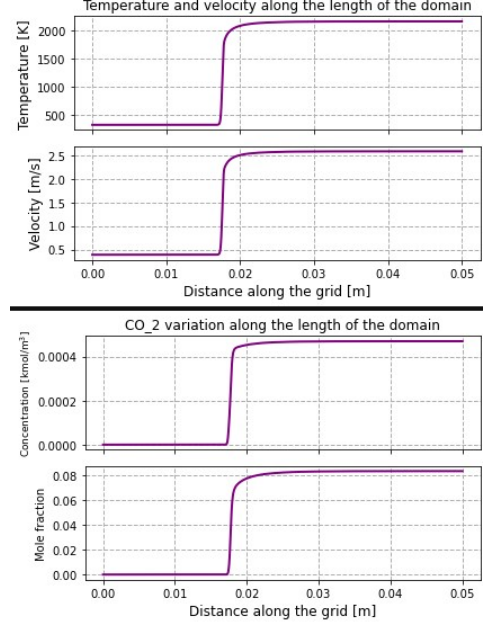 Temperature and velocity along the length of the domain
Temperature [K]
2000
1500
1000
500
Velocity [m/s]
2.5
2.0
1.5
1.0
0.5
0.00 0.01 0.02 0.03 0.04 0.05
Distance along the grid [m]
CO_2 variation along the length of the domain
Concentration [kmol/m³]
0.0004
0.0002
0.0000
Mole fraction
0.08
0.06
0.04
0.02
0.00
0.00 0.01 0.02 0.03 0.04 0.05
Distance along the grid [m]